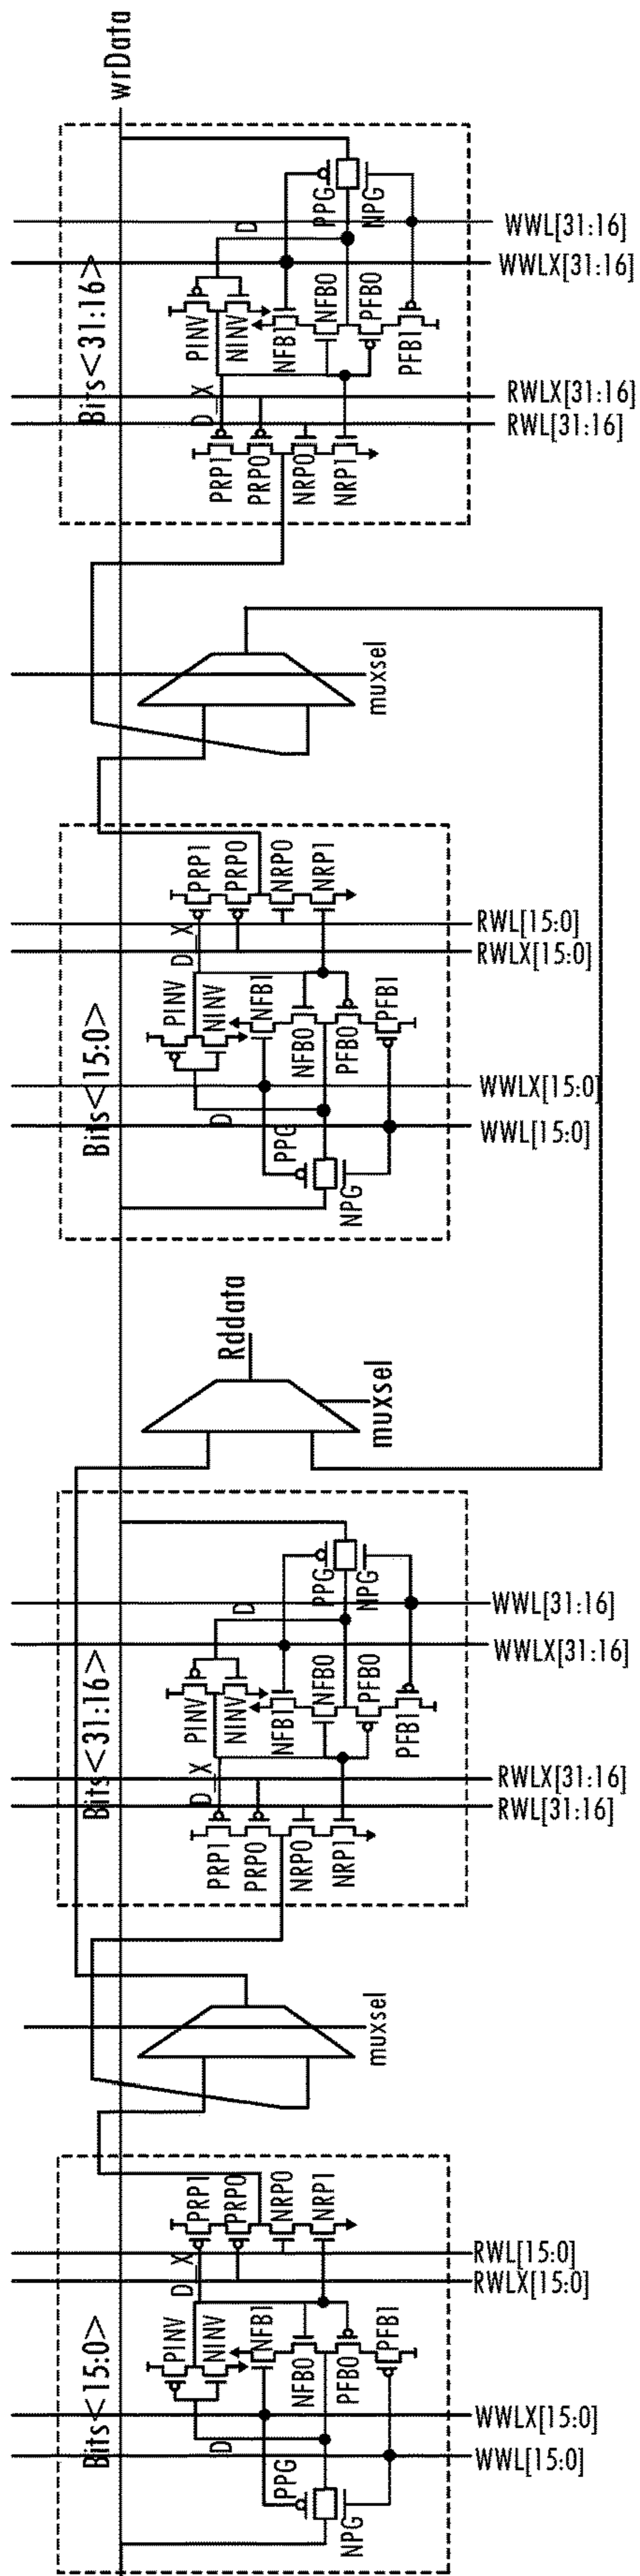 wrData
Bits<31:16>
D
PPG
NPG
WWL[31:16]
WWLX[31:16]
PINV
NINV
NFB1
NFB0
PFB0
PFB1
D_X
RWLX[31:16]
RWL[31:16]
PRP1
PRP0
NRP0
NRP1
muxsel
Bits<15:0>
PRP1
PRP0
NRP0
NRP1
RWL[15:0]
RWLX[15:0]
D_X
PINV
NINV
NFB1
NFB0
PFB0
PFB1
WWLX[15:0]
WWL[15:0]
D
PPG
NPG
Rddata
muxsel
Bits<31:16>
D
PPG
NPG
WWL[31:16]
WWLX[31:16]
PINV
NINV
NFB1
NFB0
PFB0
PFB1
D_X
RWLX[31:16]
RWL[31:16]
PRP1
PRP0
NRP0
NRP1
muxsel
Bits<15:0>
PRP1
PRP0
NRP0
NRP1
RWL[15:0]
RWLX[15:0]
D_X
PINV
NINV
NFB1
NFB0
PFB0
PFB1
WWLX[15:0]
WWL[15:0]
D
PPG
NPG